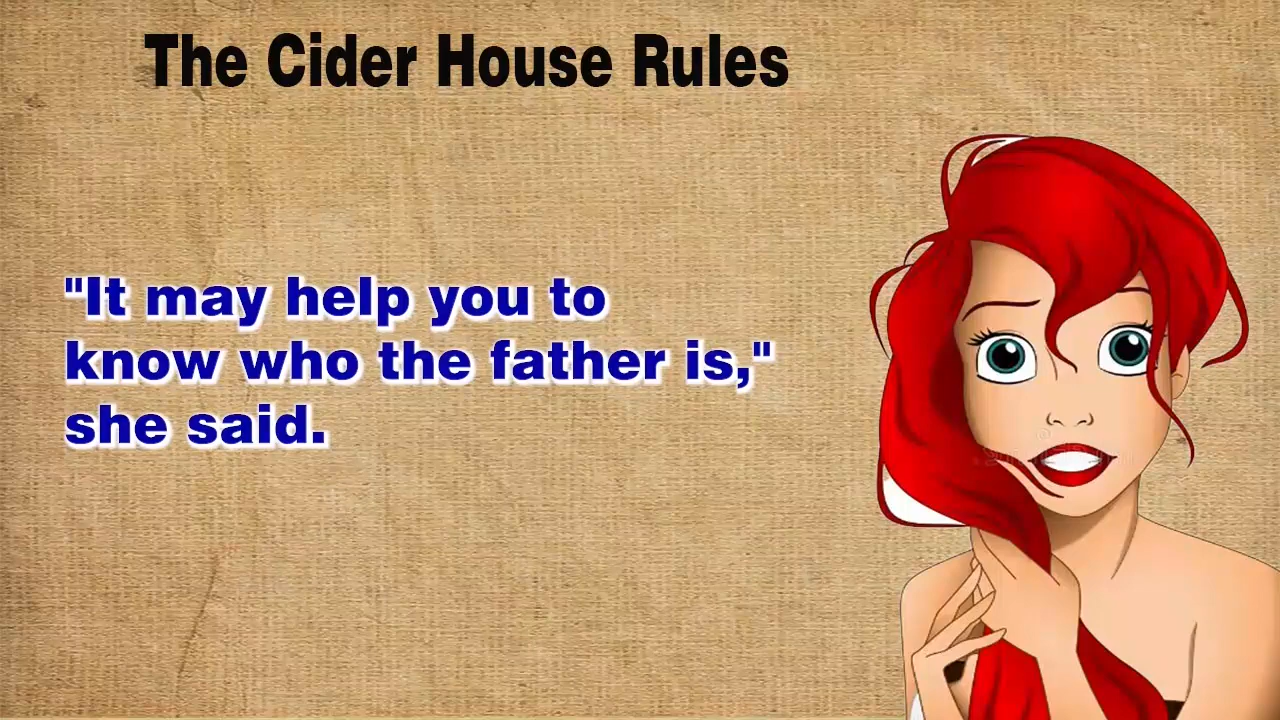 The Cider House Rules
"It may help you to
know who the father is,"
she said.